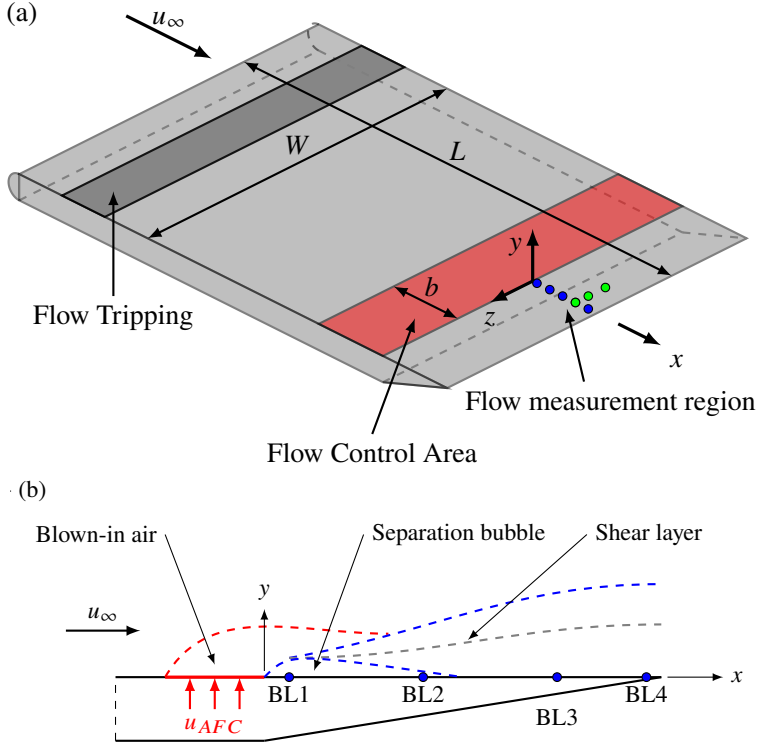 (a)
u∞
W
L
y
b
z
x
Flow Tripping
Flow measurement region
Flow Control Area
(b)
Blown-in air
Separation bubble
Shear layer
y
u∞
x
BL1
BL2
BL3
BL4
uAFC